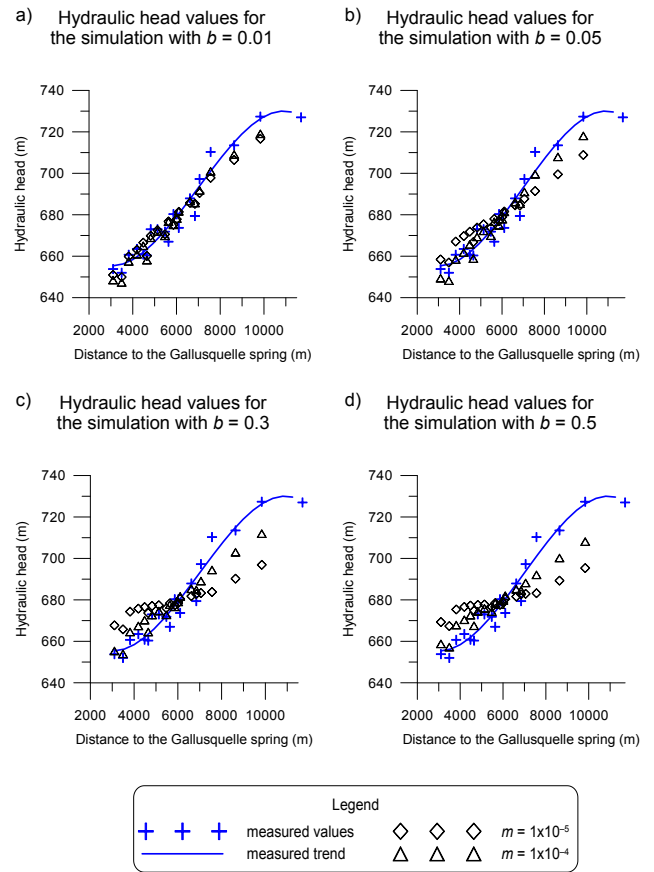 a) Hydraulic head values for
the simulation with b = 0.01
740
720
700
680
660
640
Hydraulic head (m)
2000 4000 6000 8000 10000
Distance to the Gallusquelle spring (m)
b) Hydraulic head values for
the simulation with b = 0.05
740
720
700
680
660
640
Hydraulic head (m)
2000 4000 6000 8000 10000
Distance to the Gallusquelle spring (m)
c) Hydraulic head values for
the simulation with b = 0.3
740
720
700
680
660
640
Hydraulic head (m)
2000 4000 6000 8000 10000
Distance to the Gallusquelle spring (m)
d) Hydraulic head values for
the simulation with b = 0.5
740
720
700
680
660
640
Hydraulic head (m)
2000 4000 6000 8000 10000
Distance to the Gallusquelle spring (m)
Legend
measured values m = 1x10⁻⁵
measured trend m = 1x10⁻⁴